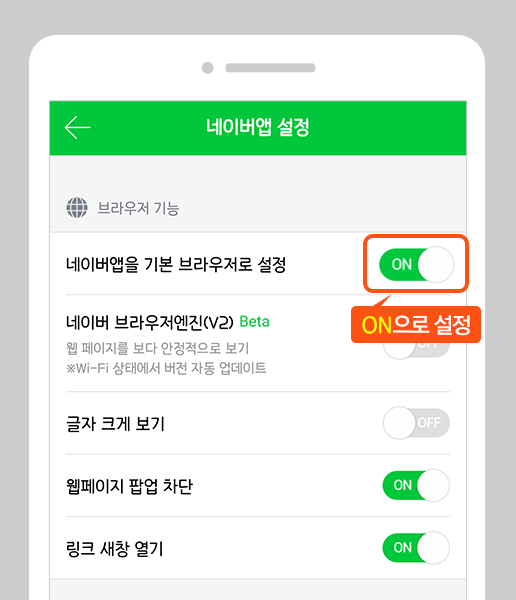 네이버앱 설정
브라우저 기능
네이버앱을 기본 브라우저로 설정
ON
네이버 브라우저엔진(V2) Beta
ON으로 설정
웹 페이지를 보다 안정적으로 보기
※Wi-Fi 상태에서 버전 자동 업데이트
글자 크게 보기
OFF
웹페이지 팝업 차단
ON
링크 새창 열기
ON